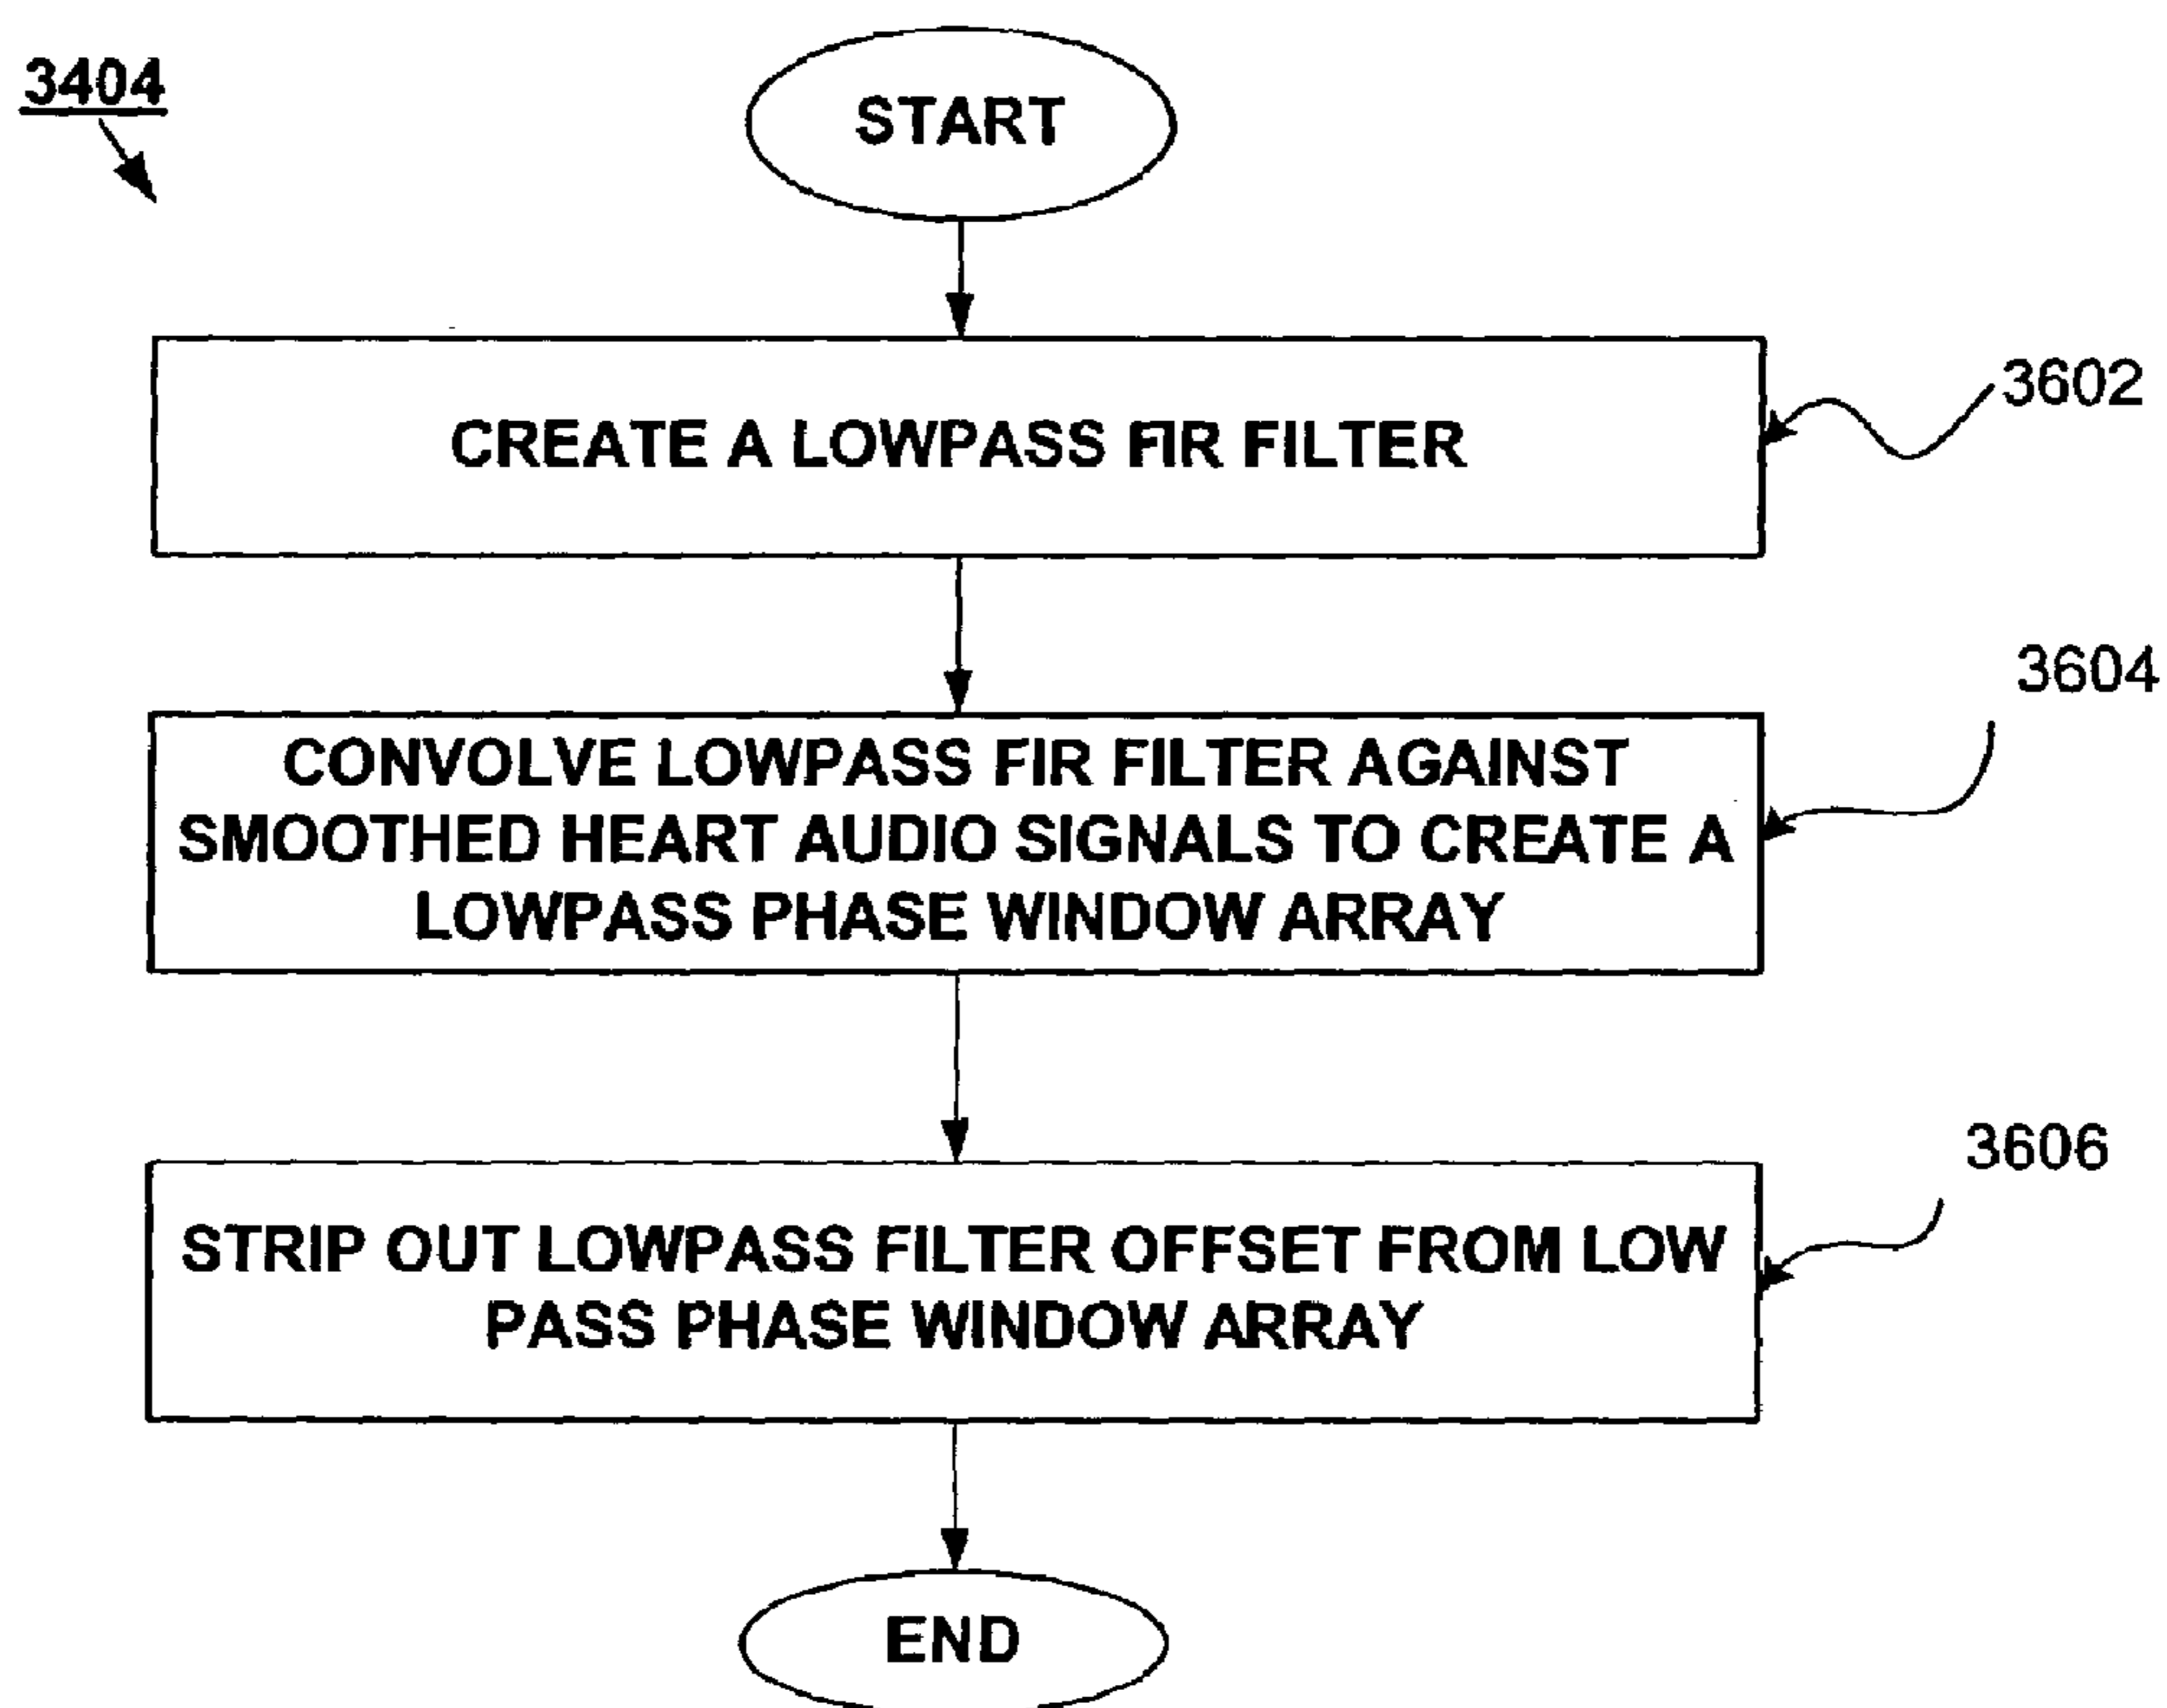 3404
START
CREATE A LOWPASS FIR FILTER
3602
3604
CONVOLVE LOWPASS FIR FILTER AGAINST
SMOOTHED HEART AUDIO SIGNALS TO CREATE A
LOWPASS PHASE WINDOW ARRAY
3606
STRIP OUT LOWPASS FILTER OFFSET FROM LOW
PASS PHASE WINDOW ARRAY
END